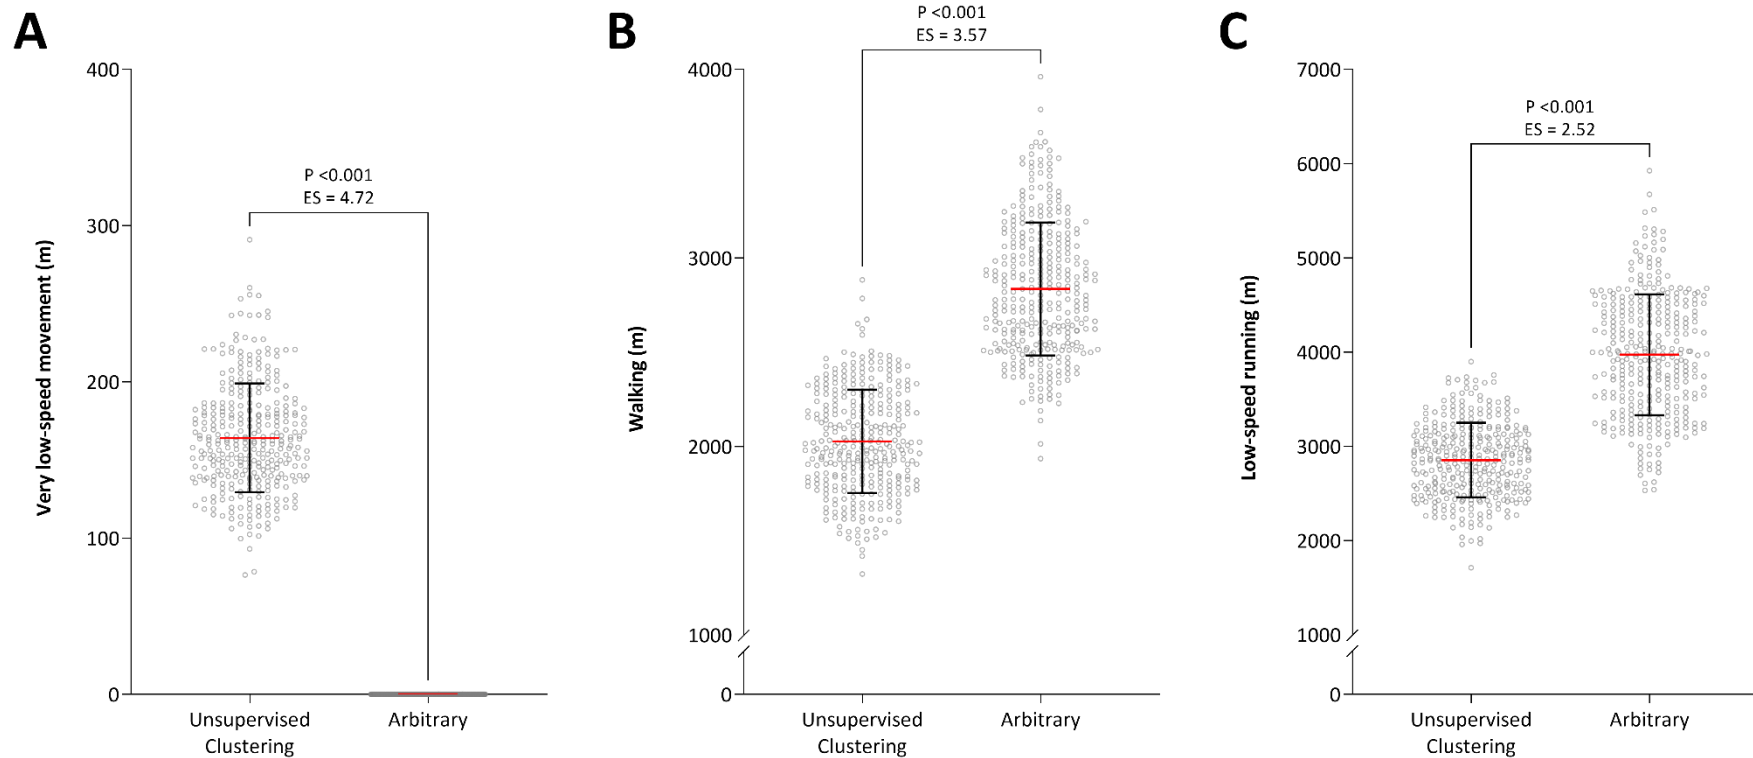 A
Very low-speed movement (m)
400
300
200
100
0
P <0.001
ES = 4.72
Unsupervised
Clustering
Arbitrary
B
Walking (m)
4000
3000
2000
1000
0
P <0.001
ES = 3.57
Unsupervised
Clustering
Arbitrary
C
Low-speed running (m)
7000
6000
5000
4000
3000
2000
1000
0
P <0.001
ES = 2.52
Unsupervised
Clustering
Arbitrary